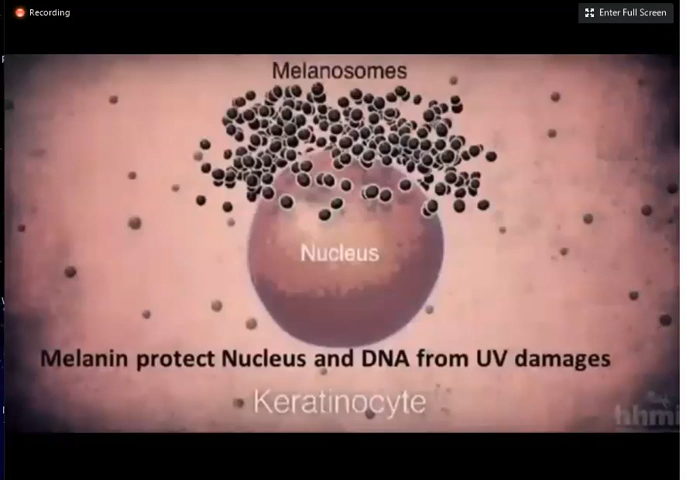 Recording
Enter Full Screen
Melanosomes
Nucleus
Melanin protect Nucleus and DNA from UV damages
Keratinocyte
hhmi